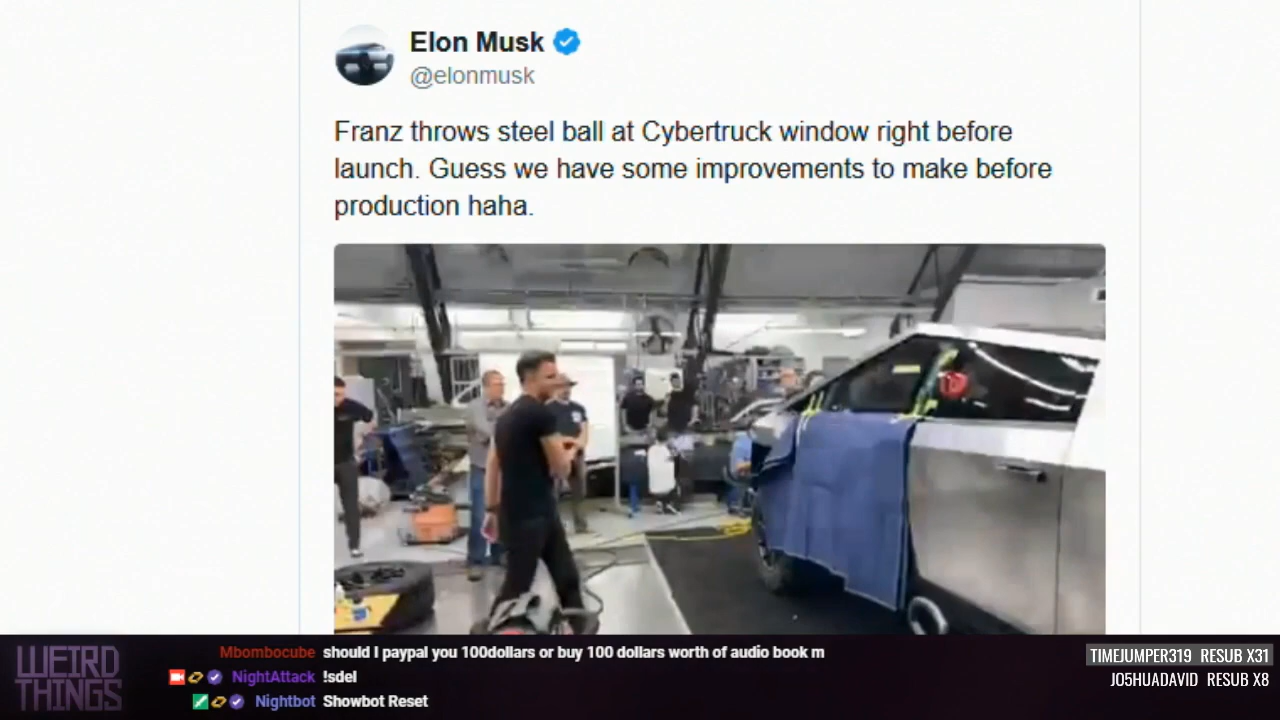 Elon Musk
@elonmusk
Franz throws steel ball at Cybertruck window right before
launch. Guess we have some improvements to make before
production haha.
WEIRD
THINGS
Mbombocube should I paypal you 100dollars or buy 100 dollars worth of audio book m
NightAttack !sdel
Nightbot Showbot Reset
TIMEJUMPER319 RESUB X31
JO5HUADAVID RESUB X8